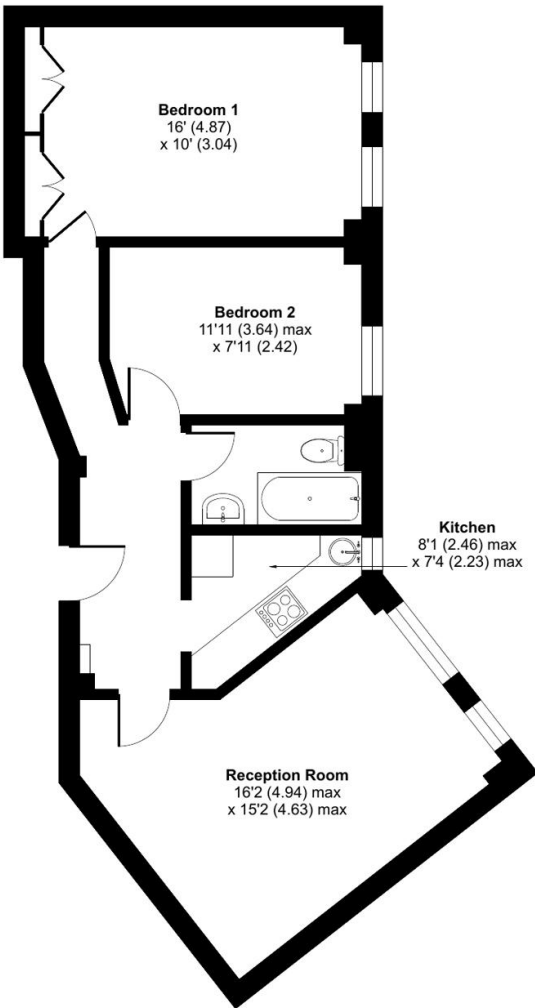 Bedroom 1
16' (4.87)
x 10' (3.04)
Bedroom 2
11'11 (3.64) max
x 7'11 (2.42)
Kitchen
8'1 (2.46) max
x 7'4 (2.23) max
Reception Room
16'2 (4.94) max
x 15'2 (4.63) max